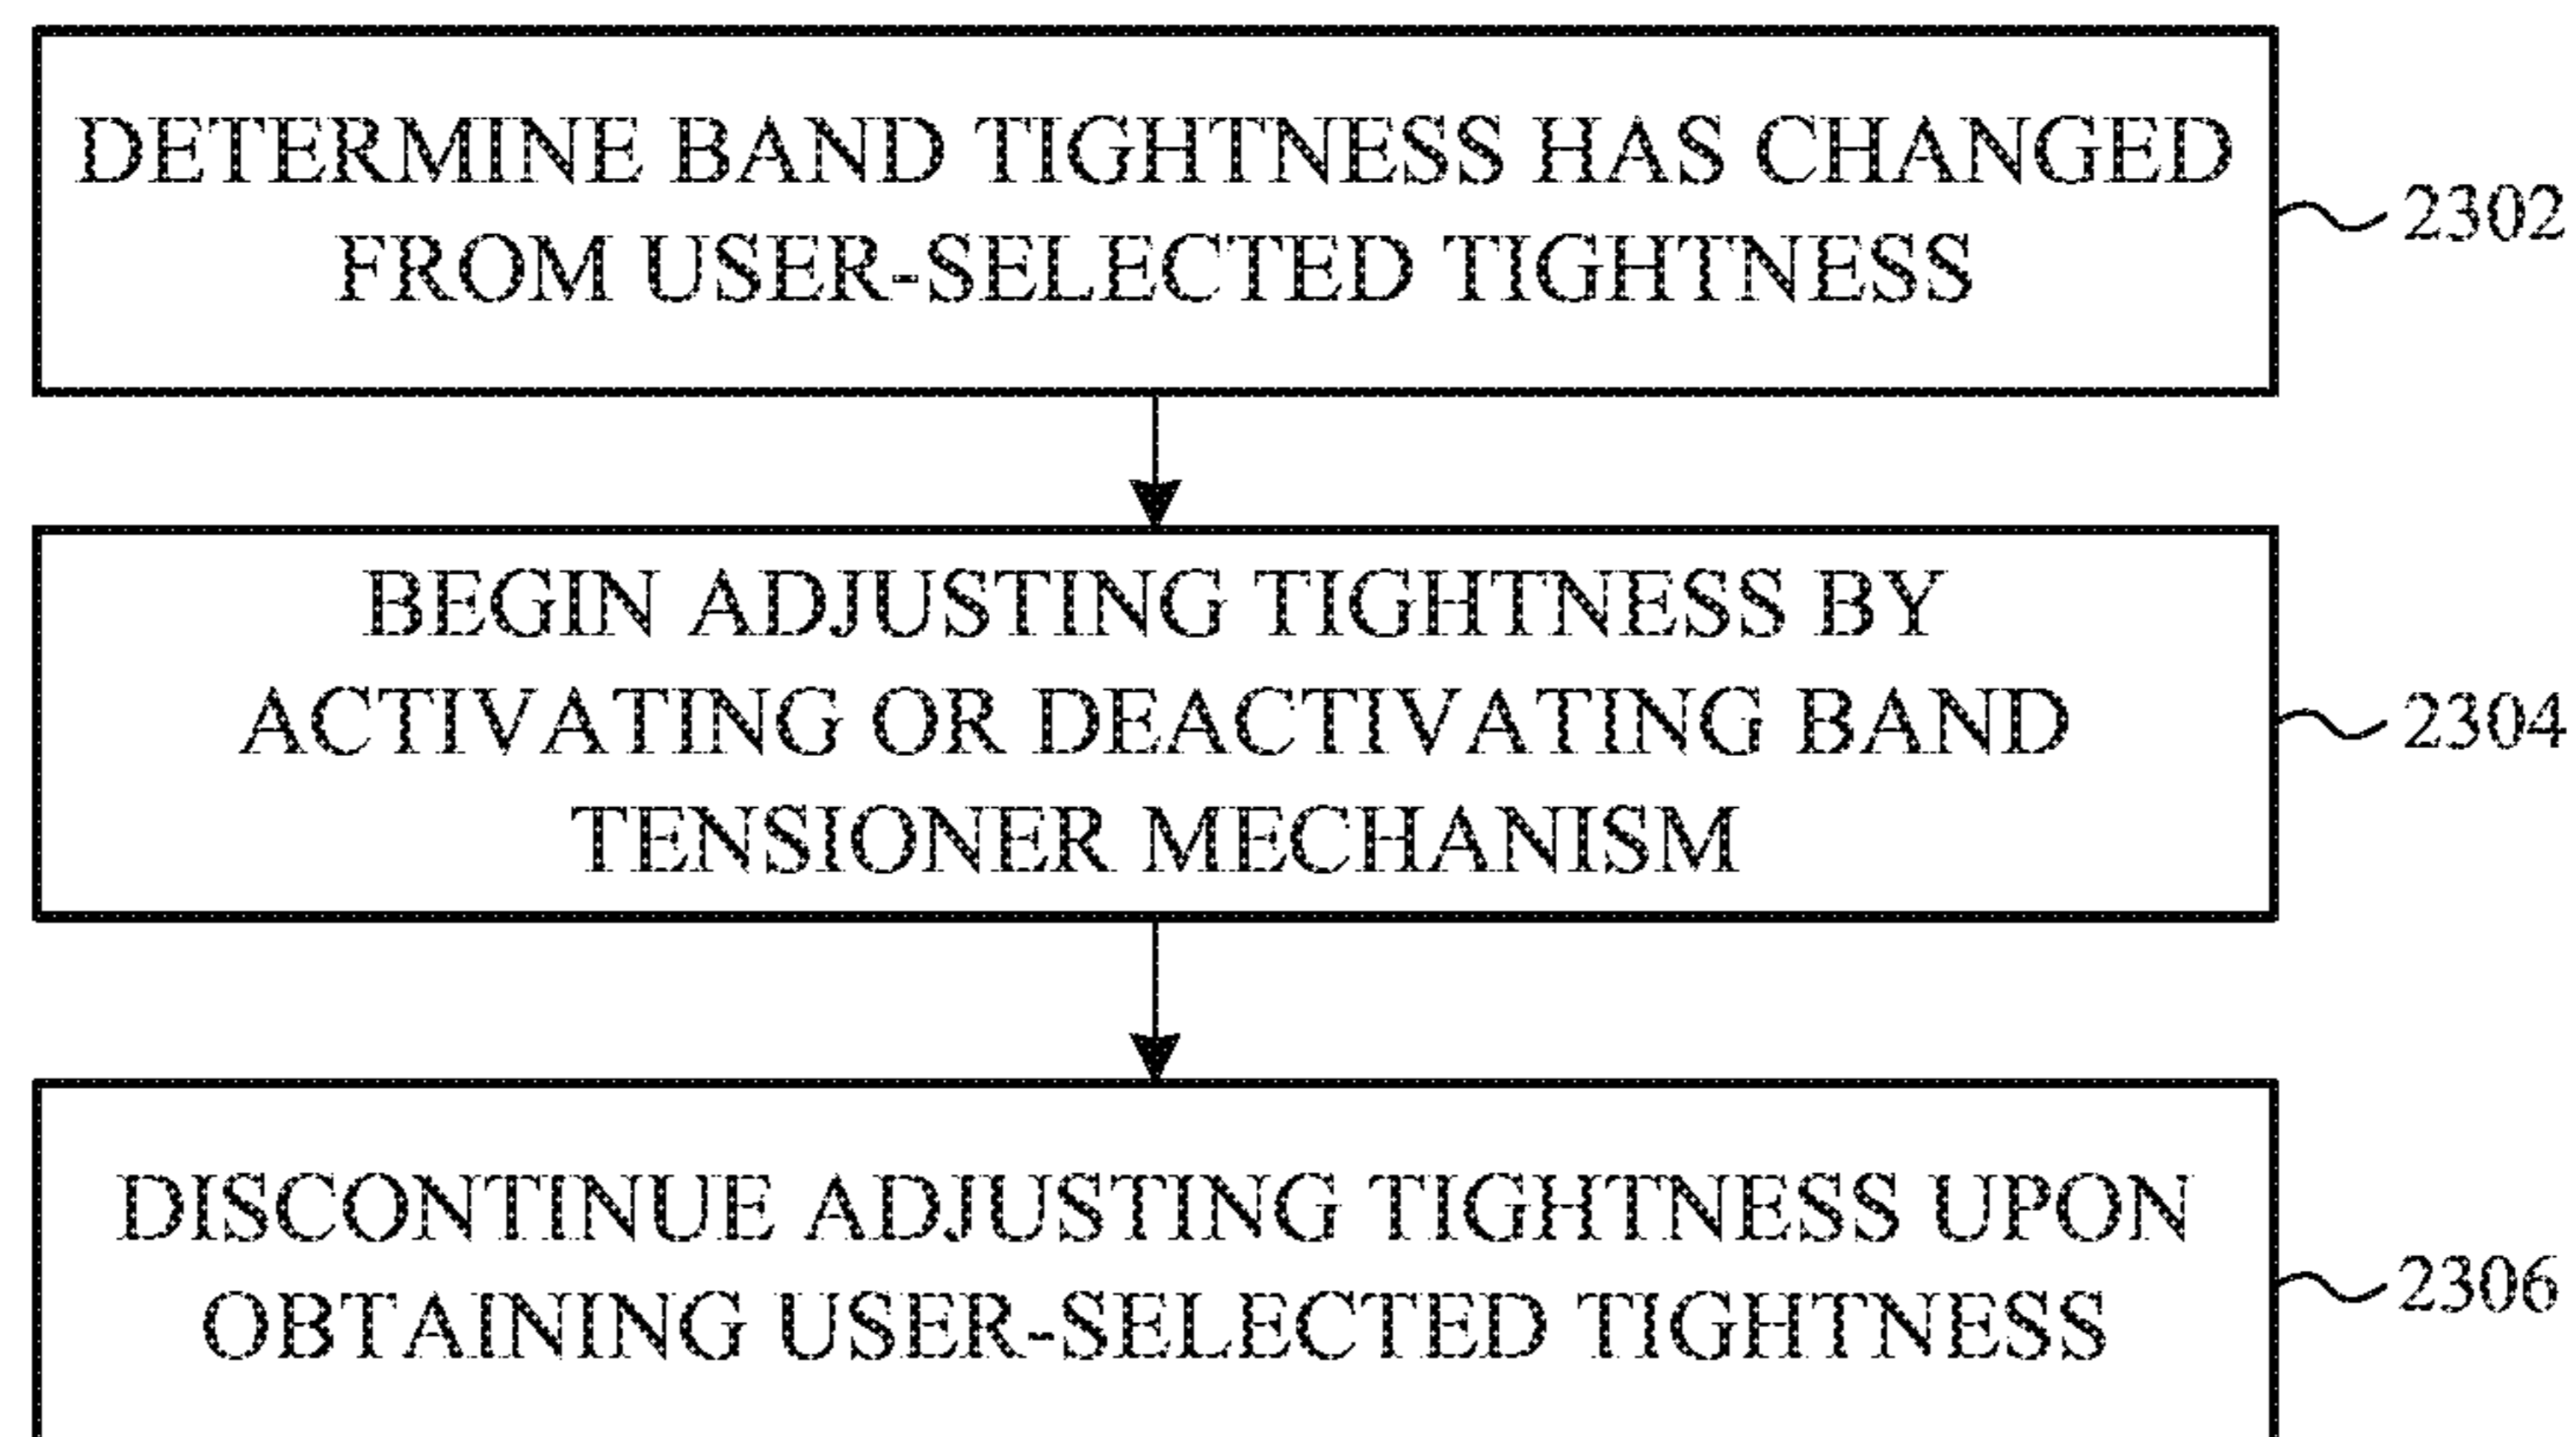 DETERMINE BAND TIGHTNESS HAS CHANGED
FROM USER-SELECTED TIGHTNESS
2302
BEGIN ADJUSTING TIGHTNESS BY
ACTIVATING OR DEACTIVATING BAND
TENSIONER MECHANISM
2304
DISCONTINUE ADJUSTING TIGHTNESS UPON
OBTAINING USER-SELECTED TIGHTNESS
2306